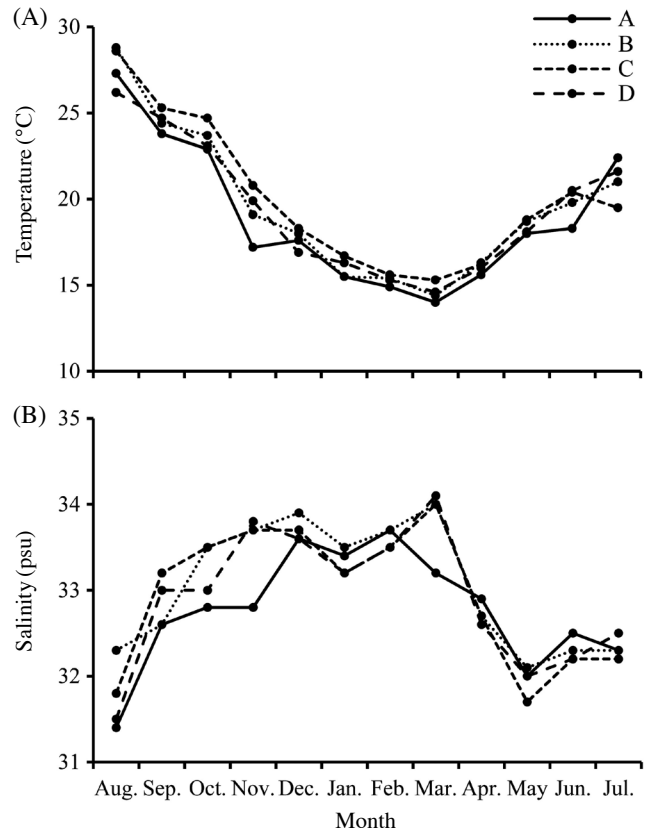 (A)
30
25
20
15
10
Temperature (°C)
A
B
C
D
(B)
35
34
33
32
31
Salinity (psu)
Aug. Sep. Oct. Nov. Dec. Jan. Feb. Mar. Apr. May Jun. Jul.
Month